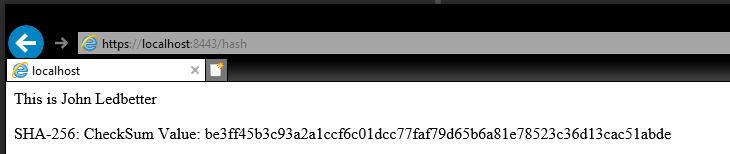 https://localhost:8443/hash
localhost
This is John Ledbetter
SHA-256: CheckSum Value: be3ff45b3c93a2a1ccf6c01dcc77faf79d65b6a81e78523c36d13cac51abde